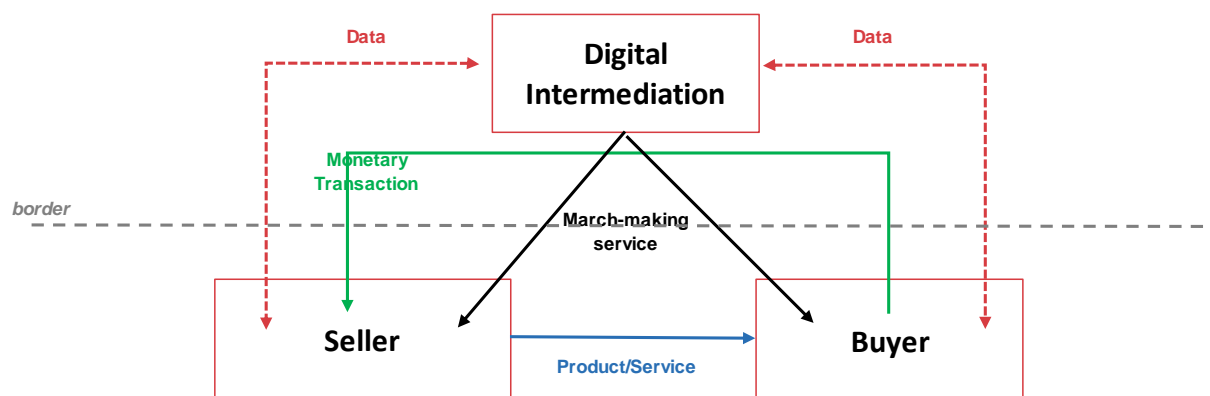 Data
Data
Digital
Intermediation
Monetary
Transaction
border
March-making
service
Seller
Buyer
Product/Service